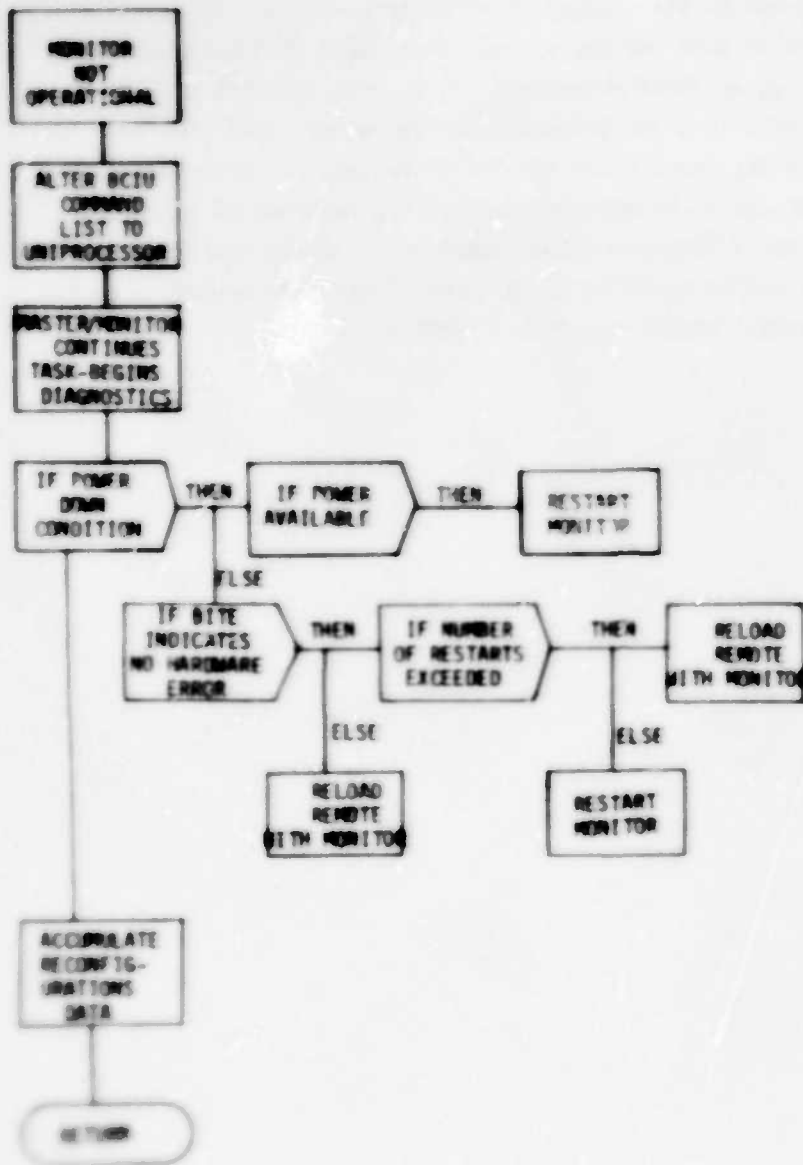 MONITOR
NOT
OPERATIONAL
ALTER BCIU
COMMAND
LIST TO
UNIPROCESSOR
MASTER/MONITOR
CONTINUES
TASK-BEGINS
DIAGNOSTICS
IF POWER
DOWN
CONDITION
THEN
IF POWER
AVAILABLE
THEN
RESTART
MONITOR
ELSE
IF BITE
INDICATES
NO HARDWARE
ERROR
THEN
IF NUMBER
OF RESTARTS
EXCEEDED
THEN
RELOAD
REMOTE
WITH MONITOR
ELSE
RELOAD
REMOTE
WITH MONITOR
ELSE
RESTART
MONITOR
ACCUMULATE
RECONFIG-
URATIONS
DATA
RETURN